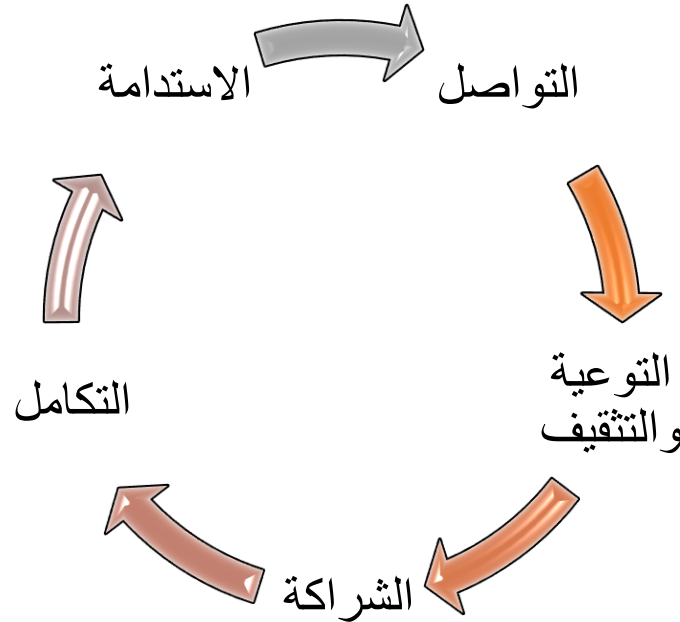 التواصل
الاستدامة
التوعية
والتثقيف
التكامل
الشراكة